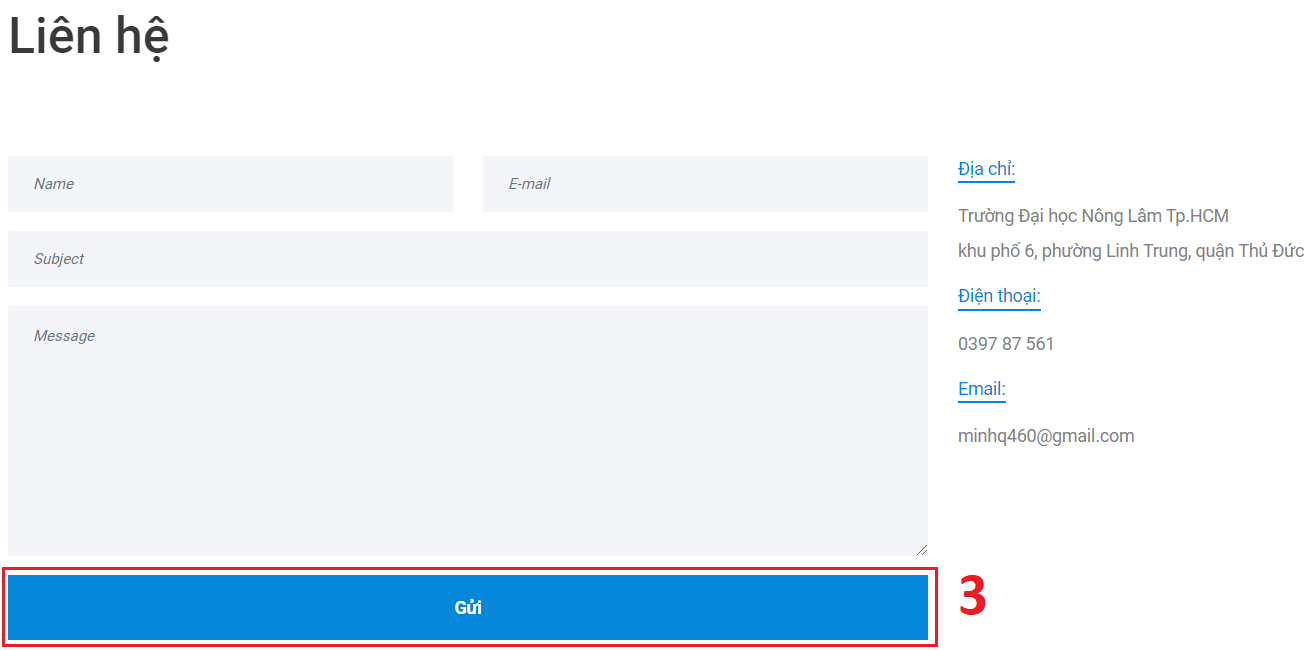 Liên hệ
Name
E-mail
Subject
Message
Gửi
3
Địa chỉ:
Trường Đại học Nông Lâm Tp.HCM
khu phố 6, phường Linh Trung, quận Thủ Đức
Điện thoại:
0397 87 561
Email:
minhq460@gmail.com